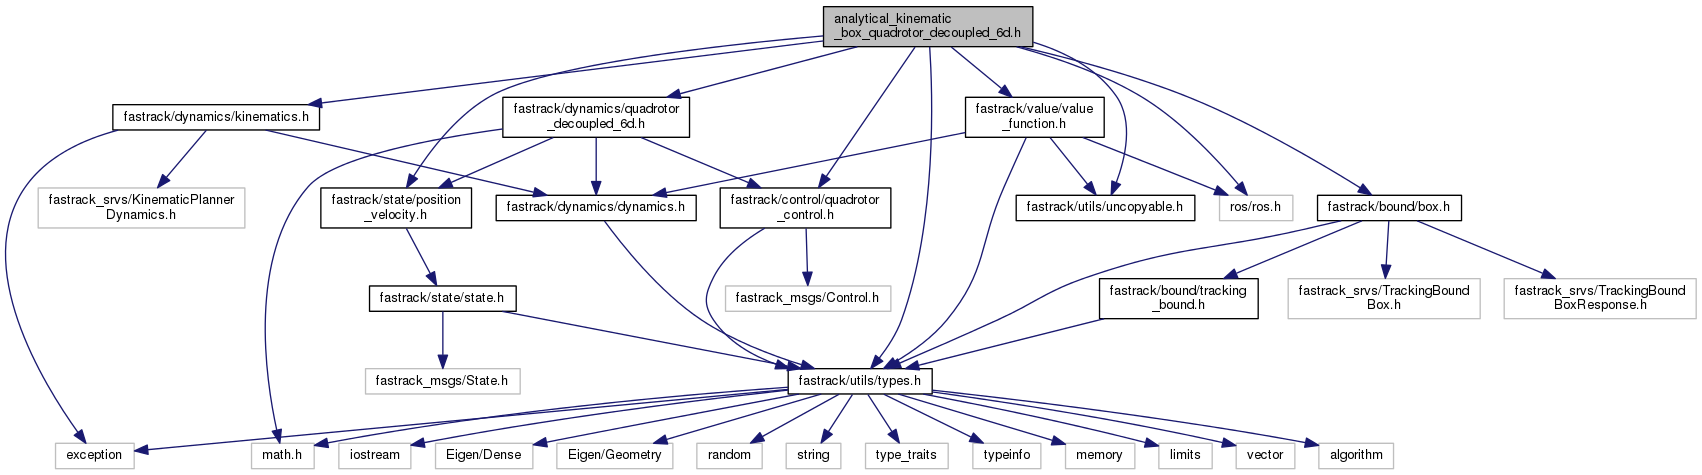 analytical_kinematic
_box_quadrotor_decoupled_6d.h
fastrack/dynamics/kinematics.h
fastrack/dynamics/quadrotor
_decoupled_6d.h
fastrack/value/value
_function.h
fastrack_srvs/KinematicPlanner
Dynamics.h
fastrack/state/position
_velocity.h
fastrack/dynamics/dynamics.h
fastrack/control/quadrotor
_control.h
fastrack/utils/uncopyable.h
ros/ros.h
fastrack/bound/box.h
fastrack/state/state.h
fastrack_msgs/Control.h
fastrack/bound/tracking
_bound.h
fastrack_srvs/TrackingBound
Box.h
fastrack_srvs/TrackingBound
BoxResponse.h
fastrack_msgs/State.h
fastrack/utils/types.h
exception
math.h
iostream
Eigen/Dense
Eigen/Geometry
random
string
type_traits
typeinfo
memory
limits
vector
algorithm